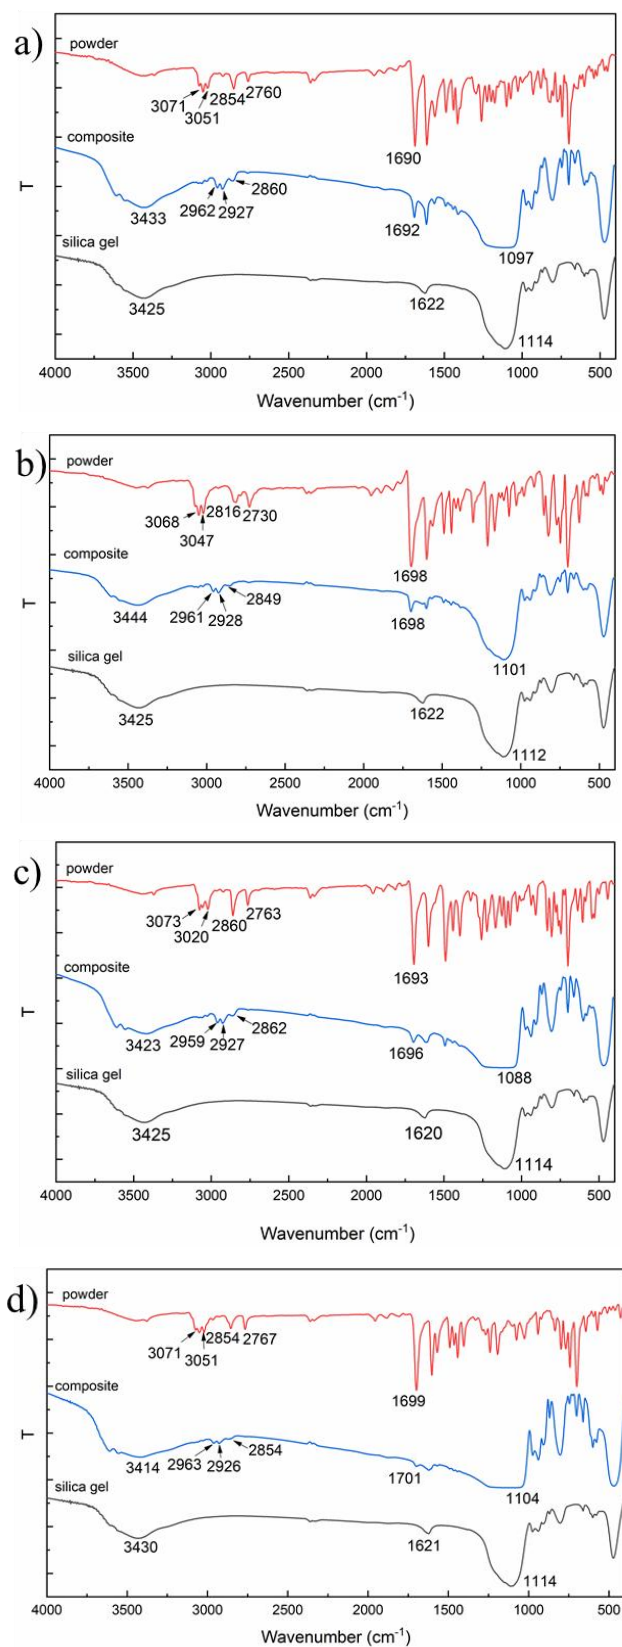 a)
powder
3071
3051
2854
2760
1690
composite
3433
2962
2927
2860
1692
1097
silica gel
3425
1622
1114
T
4000 3500 3000 2500 2000 1500 1000 500
Wavenumber (cm⁻¹)
b)
powder
3068
3047
2816
2730
1698
composite
3444
2961
2928
2849
1698
1101
silica gel
3425
1622
1112
T
4000 3500 3000 2500 2000 1500 1000 500
Wavenumber (cm⁻¹)
c)
powder
3073
3020
2860
2763
1693
composite
3423
2959
2927
2862
1696
1088
silica gel
3425
1620
1114
T
4000 3500 3000 2500 2000 1500 1000 500
Wavenumber (cm⁻¹)
d)
powder
3071
3051
2854
2767
1699
composite
3414
2963
2926
2854
1701
1104
silica gel
3430
1621
1114
T
4000 3500 3000 2500 2000 1500 1000 500
Wavenumber (cm⁻¹)